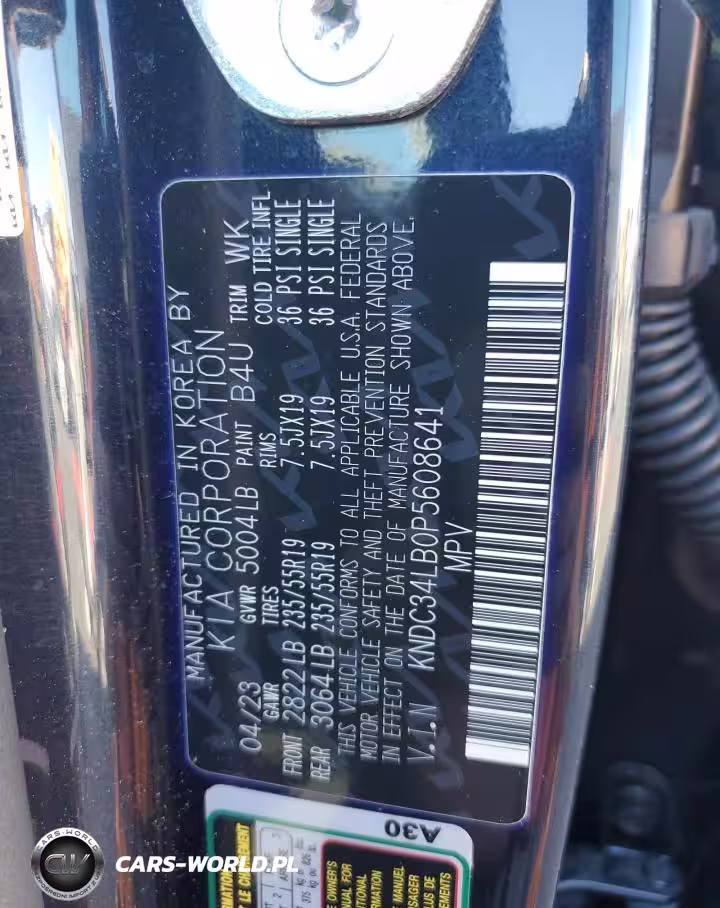 MANUFACTURED IN KOREA BY
KIA CORPORATION
04/23 GVWR 5004LB PAINT B4U TRIM WK
GAWR TIRES RIMS COLD TIRE INFL
FRONT 2822LB 235/55R19 7.5JX19 36 PSI SINGLE
REAR 3064LB 235/55R19 7.5JX19 36 PSI SINGLE
THIS VEHICLE CONFORMS TO ALL APPLICABLE U.S.A. FEDERAL
MOTOR VEHICLE SAFETY AND THEFT PREVENTION STANDARDS
IN EFFECT ON THE DATE OF MANUFACTURE SHOWN ABOVE.
V.I.N KNDC34LB0P5608641
MPV
A30
CARS-WORLD
CW
CARS-WORLD.PL